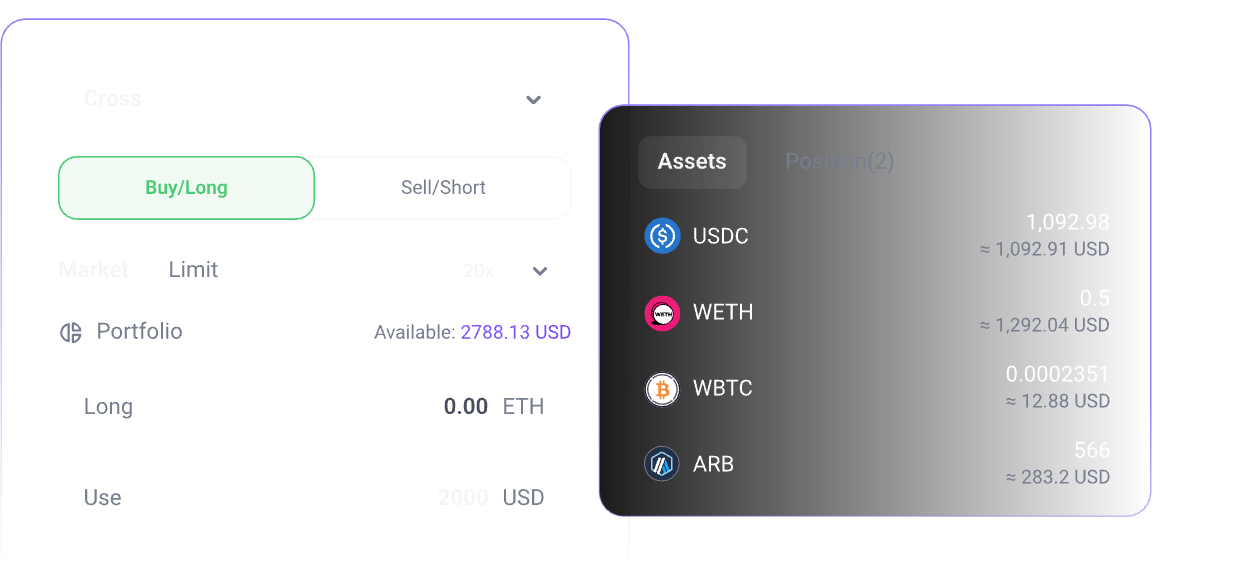 Cross
Buy/Long Sell/Short
Market Limit 20x
Portfolio Available: 2788.13 USD
Long 0.00 ETH
Use 2000 USD
Assets Position(2)
USDC 1,092.98
≈ 1,092.91 USD
WETH WETH 0.5
≈ 1,292.04 USD
WBTC 0.0002351
≈ 12.88 USD
ARB 566
≈ 283.2 USD